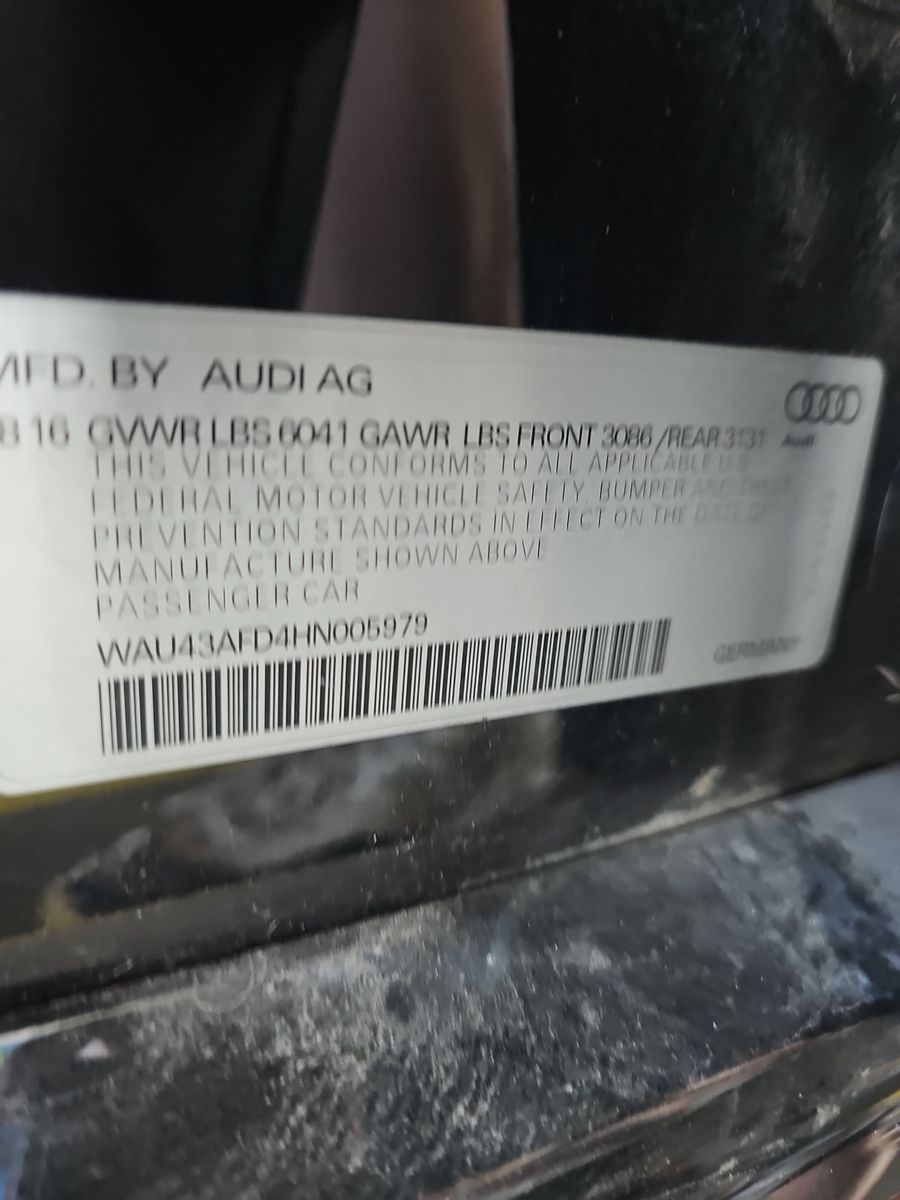 MFD. BY AUDI AG
8 16 GVWR LBS 6041 GAWR LBS FRONT 3086 /REAR 3131
Audi
THIS VEHICLE CONFORMS TO ALL APPLICABLE U.S.
FEDERAL MOTOR VEHICLE SAFETY, BUMPER AND THEFT
PREVENTION STANDARDS IN EFFECT ON THE DATE OF
MANUFACTURE SHOWN ABOVE
PASSENGER CAR
WAU43AFD4HN005979
GERMANY